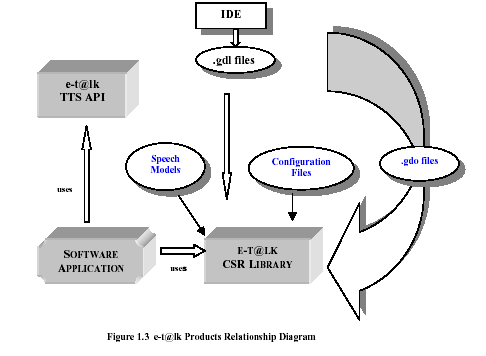 IDE
.gdl files
e-t@lk
TTS API
Speech
Models
Configuration
Files
.gdo files
uses
SOFTWARE
APPLICATION
uses
E-T@LK
CSR LIBRARY
Figure 1.3 e-t@lk Products Relationship Diagram